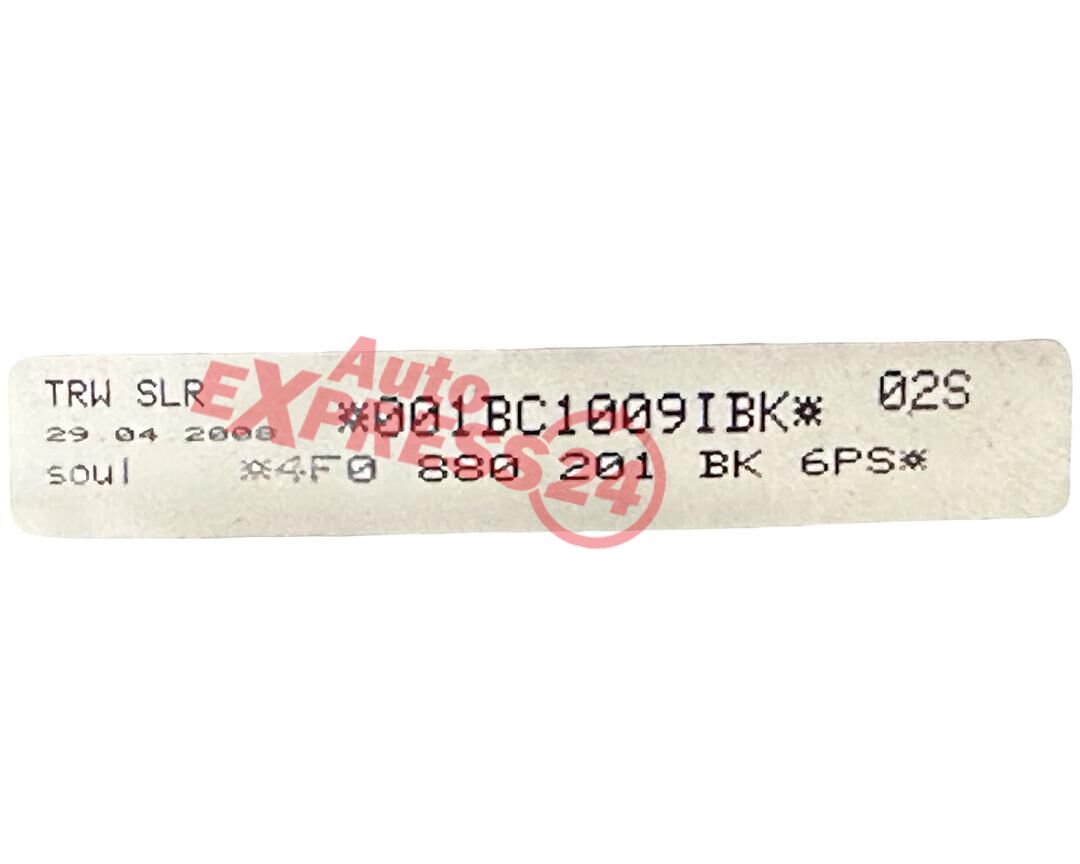 TRW SLR *001BC1009IBK* 02S
29 04 2008
soul *4F0 880 201 BK 6PS*
Auto
EXPRESS24